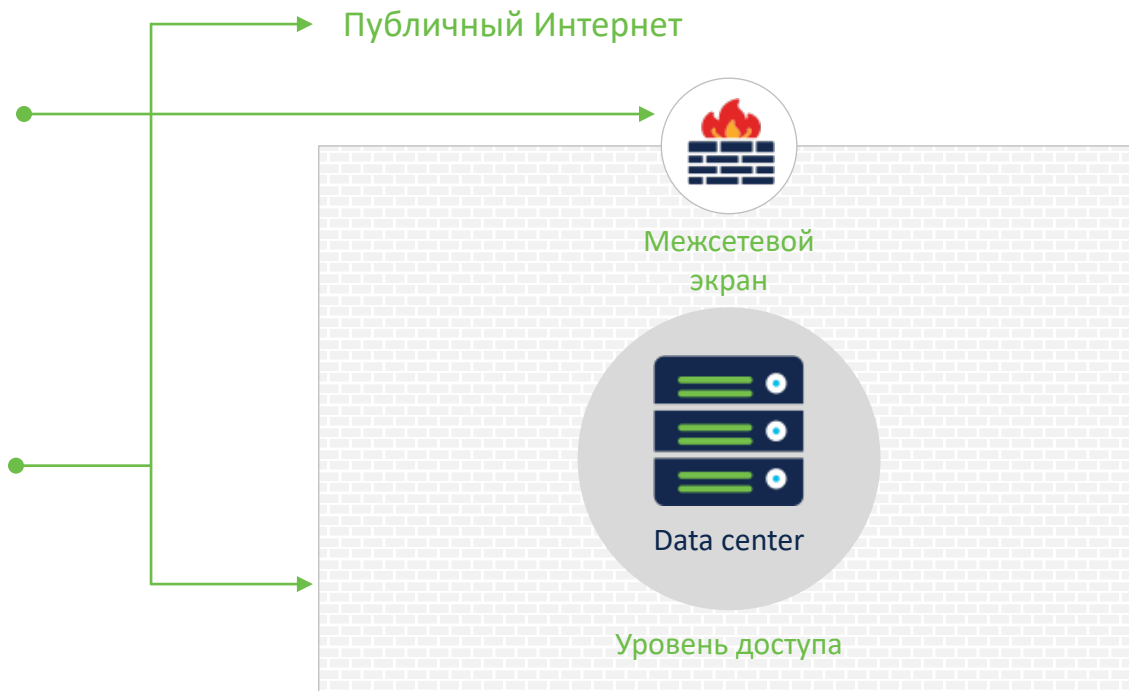 Публичный Интернет
Межсетевой
экран
Data center
Уровень доступа